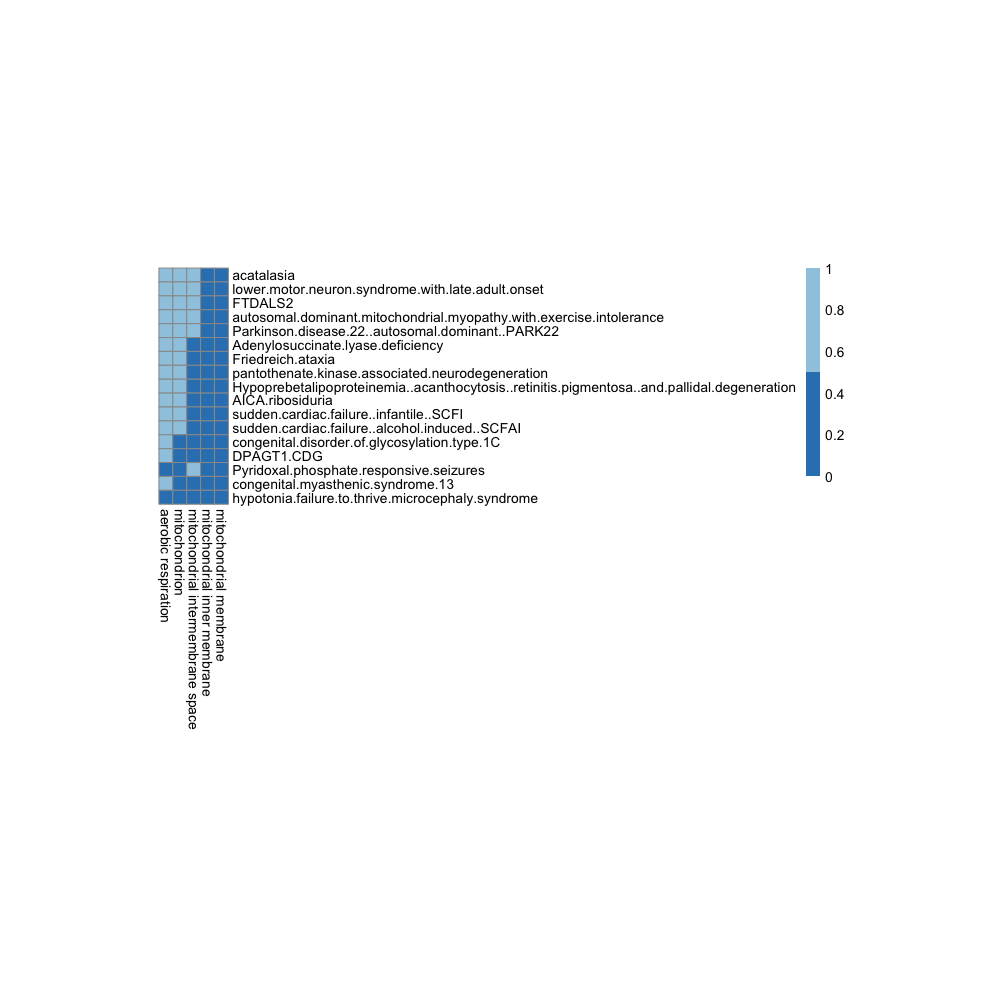 acatalasia
lower.motor.neuron.syndrome.with.late.adult.onset
FTDALS2
autosomal.dominant.mitochondrial.myopathy.with.exercise.intolerance
Parkinson.disease.22..autosomal.dominant..PARK22
Adenylosuccinate.lyase.deficiency
Friedreich.ataxia
pantothenate.kinase.associated.neurodegeneration
Hypoprebetalipoproteinemia..acanthocytosis..retinitis.pigmentosa..and.pallidal.degeneration
AICA.ribosiduria
sudden.cardiac.failure..infantile..SCFI
sudden.cardiac.failure..alcohol.induced..SCFAI
congenital.disorder.of.glycosylation.type.1C
DPAGT1.CDG
Pyridoxal.phosphate.responsive.seizures
congenital.myasthenic.syndrome.13
hypotonia.failure.to.thrive.microcephaly.syndrome
aerobic respiration
mitochondrion
mitochondrial intermembrane space
mitochondrial inner membrane
mitochondrial membrane
1
0.8
0.6
0.4
0.2
0